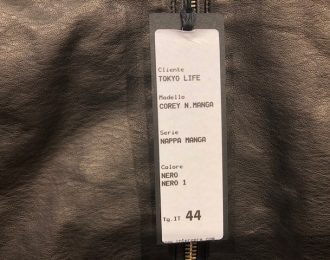 Cliente
TOKYO LIFE
Modello
COREY N.MANGA
Serie
NAPPA MANGA
Colore
NERO
NERO 1
Tg.IT 44